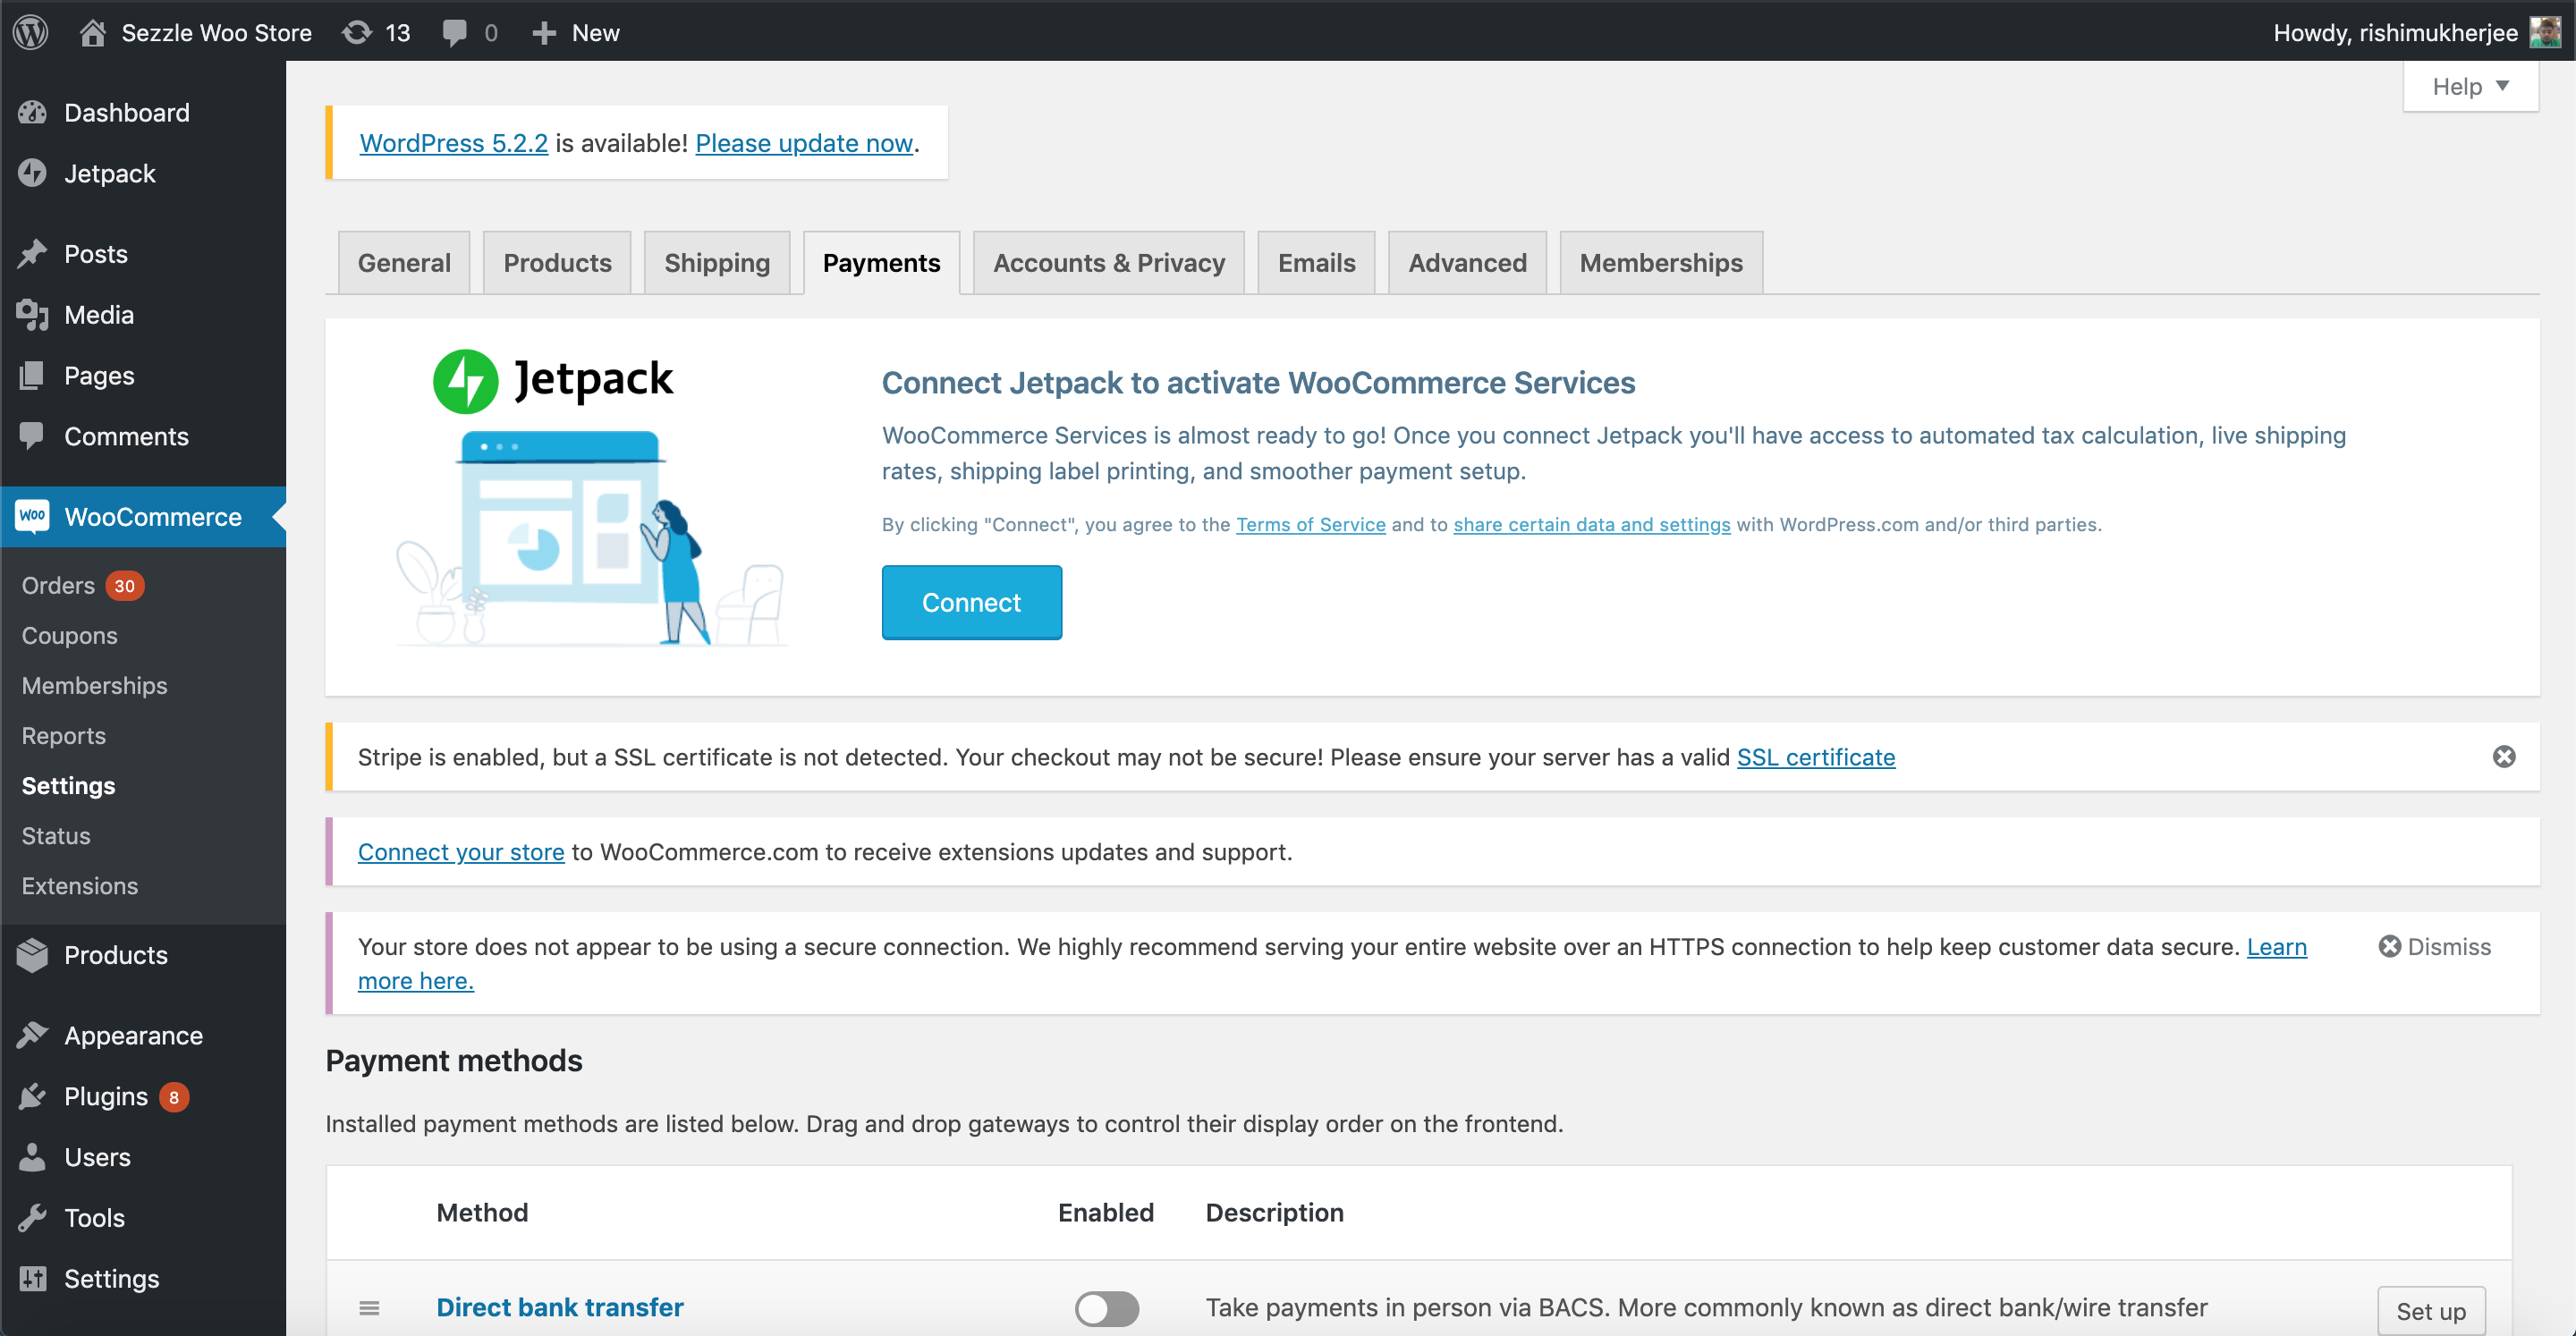 Sezzle Woo Store 13 0 New
Howdy, rishimukherjee
Help
Dashboard
Jetpack
Posts
Media
Pages
Comments
WOO WooCommerce
Orders 30
Coupons
Memberships
Reports
Settings
Status
Extensions
Products
Appearance
Plugins 8
Users
Tools
Settings
WordPress 5.2.2 is available! Please update now.
General Products Shipping Payments Accounts & Privacy Emails Advanced Memberships
Jetpack
Connect Jetpack to activate WooCommerce Services
WooCommerce Services is almost ready to go! Once you connect Jetpack you'll have access to automated tax calculation, live shipping
rates, shipping label printing, and smoother payment setup.
By clicking "Connect", you agree to the Terms of Service and to share certain data and settings with WordPress.com and/or third parties.
Connect
Stripe is enabled, but a SSL certificate is not detected. Your checkout may not be secure! Please ensure your server has a valid SSL certificate
Connect your store to WooCommerce.com to receive extensions updates and support.
Your store does not appear to be using a secure connection. We highly recommend serving your entire website over an HTTPS connection to help keep customer data secure. Learn
more here.
Dismiss
Payment methods
Installed payment methods are listed below. Drag and drop gateways to control their display order on the frontend.
Method Enabled Description
Direct bank transfer Take payments in person via BACS. More commonly known as direct bank/wire transfer Set up